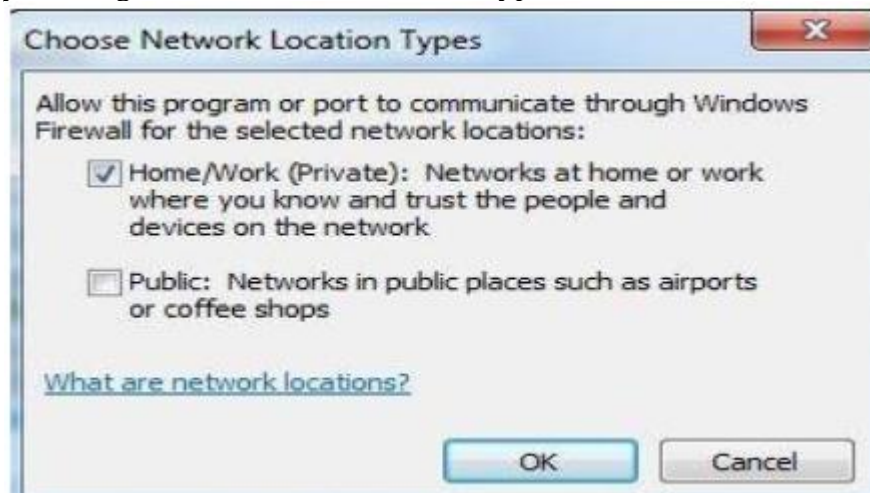 Choose Network Location Types
Allow this program or port to communicate through Windows
Firewall for the selected network locations:
Home/Work (Private): Networks at home or work
where you know and trust the people and
devices on the network
Public: Networks in public places such as airports
or coffee shops
What are network locations?
OK Cancel